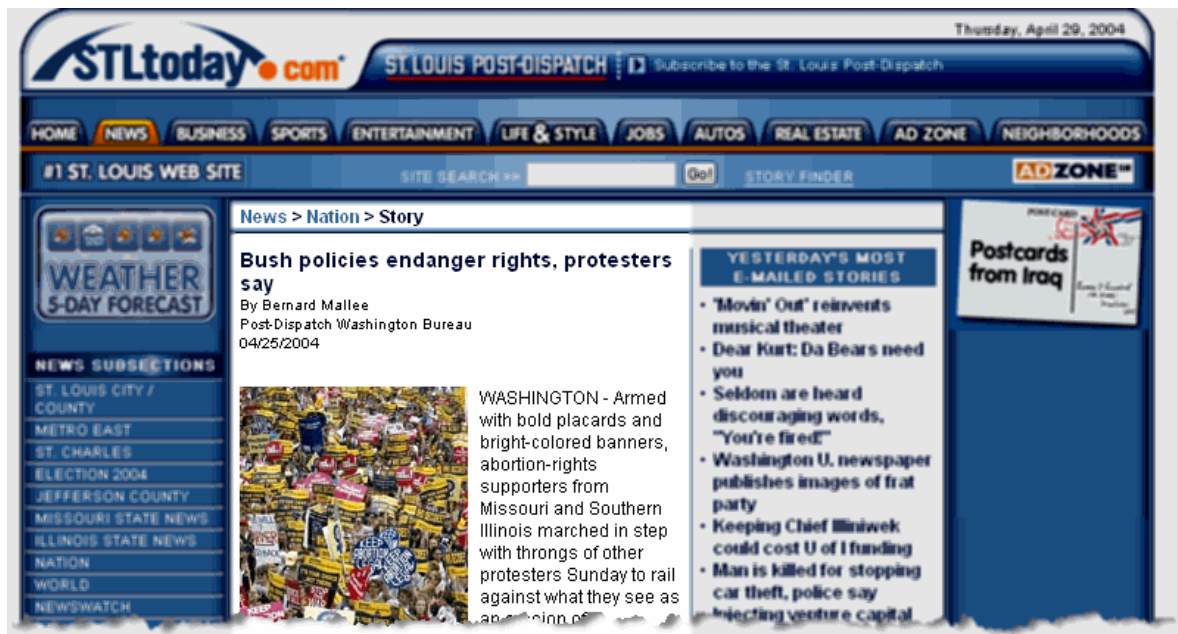 Thursday, April 29, 2004
STLtoday.com
ST. LOUIS POST-DISPATCH
Subscribe to the St. Louis Post-Dispatch
HOME NEWS BUSINESS SPORTS ENTERTAINMENT LIFE & STYLE JOBS AUTOS REAL ESTATE AD ZONE NEIGHBORHOODS
#1 ST. LOUIS WEB SITE
SITE SEARCH >>
Go!
STORY FINDER
ADZONE
WEATHER
5-DAY FORECAST
NEWS SUBSECTIONS
ST. LOUIS CITY /
COUNTY
METRO EAST
ST. CHARLES
ELECTION 2004
JEFFERSON COUNTY
MISSOURI STATE NEWS
ILLINOIS STATE NEWS
NATION
WORLD
NEWSWATCH
News > Nation > Story
Bush policies endanger rights, protesters
say
By Bernard Mallee
Post-Dispatch Washington Bureau
04/25/2004
KEEP
ABORTION
WASHINGTON - Armed
with bold placards and
bright-colored banners,
abortion-rights
supporters from
Missouri and Southern
Illinois marched in step
with throngs of other
protesters Sunday to rail
against what they see as
YESTERDAY'S MOST
E-MAILED STORIES
• "Movin' Out" reinvents
musical theater
• Dear Kurt: Da Bears need
you
• Seldom are heard
discouraging words,
"You're fired!"
• Washington U. newspaper
publishes images of frat
party
• Keeping Chief Illiniwek
could cost U of I funding
• Man is killed for stopping
car theft, police say
Injecting venture capital
POST CARD
Postcards
from Iraq